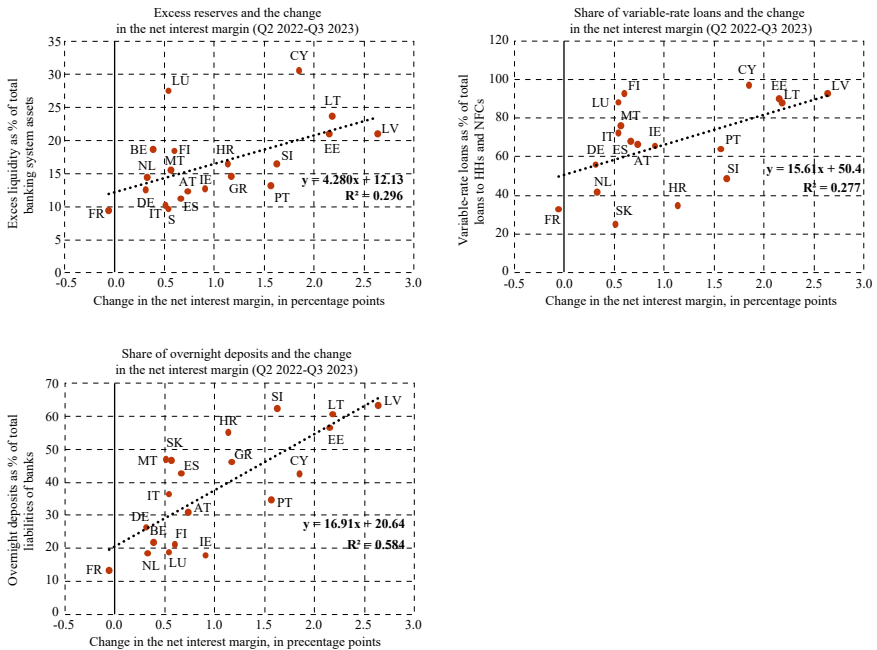 Excess reserves and the change
in the net interest margin (Q2 2022-Q3 2023)
Exces liquidity as % of total
banking system assets
35
30
25
20
15
10
5
0
-0.5
0.0
0.5
1.0
1.5
2.0
2.5
3.0
CY
LU
LT
LV
EE
BE
FI
HR
MT
NL
SI
AT
IE
GR
DE
ES
PT
IT
S
FR
y = 4.280x + 12.13
R² = 0.296
Change in the net interest margin, in percentage points
Share of variable-rate loans and the change
in the net interest margin (Q2 2022-Q3 2023)
Variable-rate loans as % of total
loans to HHs and NFCs
120
100
80
60
40
20
0
-0.5
0.0
0.5
1.0
1.5
2.0
2.5
3.0
CY
FI
EE
LV
LU
LT
MT
IT
IE
PT
DE
ES
AT
SI
NL
HR
SK
FR
y = 15.61x + 50.4
R² = 0.277
Change in the net interest margin, in percentage points
Share of overnight deposits and the change
in the net interest margin (Q2 2022-Q3 2023)
Overnight deposits as % of total
liabilities of banks
70
60
50
40
30
20
10
0
-0.5
0.0
0.5
1.0
1.5
2.0
2.5
3.0
SI
LV
LT
HR
EE
SK
GR
MT
ES
CY
IT
AT
PT
DE
BE
FI
IE
NL
LU
FR
y = 16.91x + 20.64
R² = 0.584
Change in the net interest margin, in percentage points